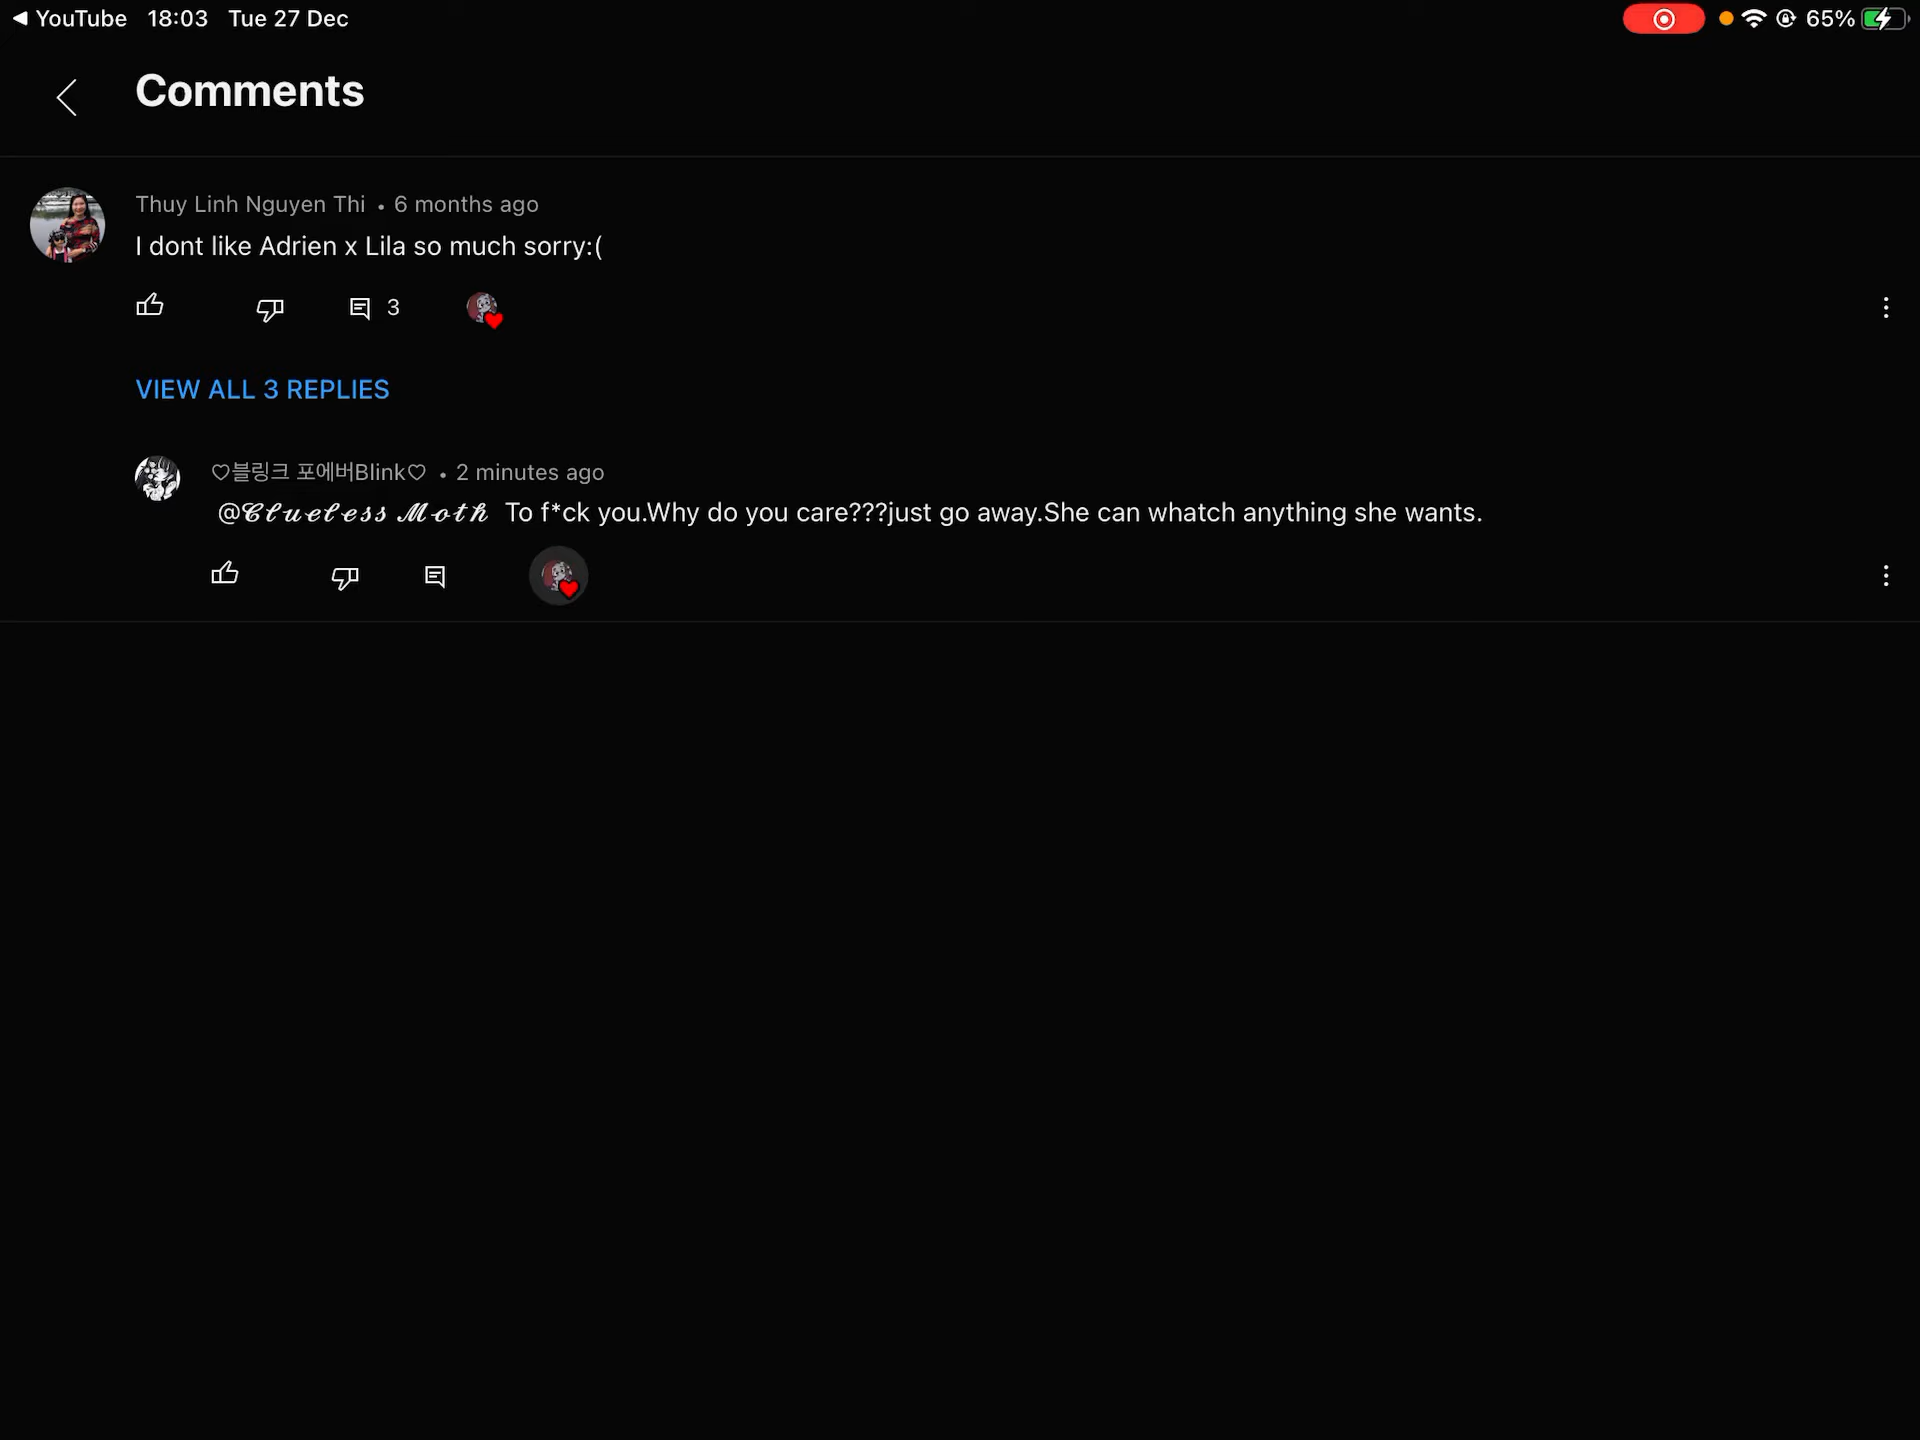 ◀ YouTube 18:03 Tue 27 Dec 65%
Comments
Thuy Linh Nguyen Thi • 6 months ago
I dont like Adrien x Lila so much sorry:(
3
VIEW ALL 3 REPLIES
♡블링크 포에버Blink♡ • 2 minutes ago
@𝓒𝓵𝓾𝓮𝓵𝓮𝓼𝓼 𝓜𝓸𝓽𝓱 To f*ck you.Why do you care???just go away.She can whatch anything she wants.